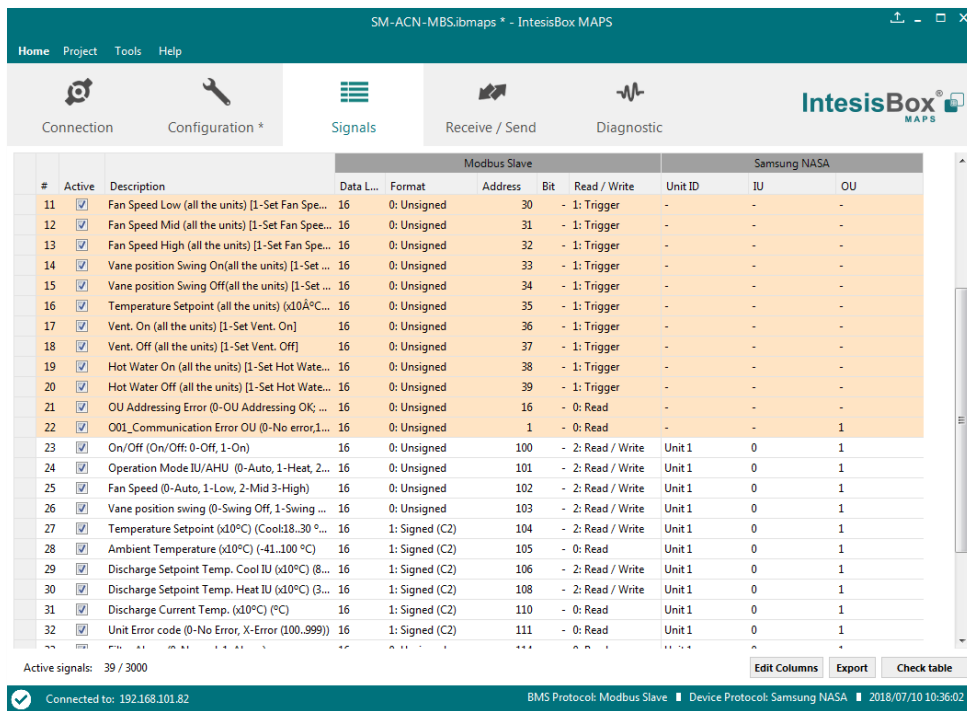 SM-ACN-MBS.ibmaps * - IntesisBox MAPS
Home Project Tools Help
Connection Configuration * Signals Receive / Send Diagnostic
IntesisBox® MAPS
Modbus Slave Samsung NASA
# Active Description Data L... Format Address Bit Read / Write Unit ID IU OU
11 Fan Speed Low (all the units) [1-Set Fan Spe... 16 0: Unsigned 30 - 1: Trigger - - -
12 Fan Speed Mid (all the units) [1-Set Fan Spee... 16 0: Unsigned 31 - 1: Trigger - - -
13 Fan Speed High (all the units) [1-Set Fan Spe... 16 0: Unsigned 32 - 1: Trigger - - -
14 Vane position Swing On(all the units) [1-Set ... 16 0: Unsigned 33 - 1: Trigger - - -
15 Vane position Swing Off(all the units) [1-Set ... 16 0: Unsigned 34 - 1: Trigger - - -
16 Temperature Setpoint (all the units) (x10Â°C... 16 0: Unsigned 35 - 1: Trigger - - -
17 Vent. On (all the units) [1-Set Vent. On] 16 0: Unsigned 36 - 1: Trigger - - -
18 Vent. Off (all the units) [1-Set Vent. Off] 16 0: Unsigned 37 - 1: Trigger - - -
19 Hot Water On (all the units) [1-Set Hot Wate... 16 0: Unsigned 38 - 1: Trigger - - -
20 Hot Water Off (all the units) [1-Set Hot Wate... 16 0: Unsigned 39 - 1: Trigger - - -
21 OU Addressing Error (0-OU Addressing OK; ... 16 0: Unsigned 16 - 0: Read - - -
22 O01_Communication Error OU (0-No error,1... 16 0: Unsigned 1 - 0: Read - - 1
23 On/Off (On/Off: 0-Off, 1-On) 16 0: Unsigned 100 - 2: Read / Write Unit 1 0 1
24 Operation Mode IU/AHU (0-Auto, 1-Heat, 2... 16 0: Unsigned 101 - 2: Read / Write Unit 1 0 1
25 Fan Speed (0-Auto, 1-Low, 2-Mid 3-High) 16 0: Unsigned 102 - 2: Read / Write Unit 1 0 1
26 Vane position swing (0-Swing Off, 1-Swing ... 16 0: Unsigned 103 - 2: Read / Write Unit 1 0 1
27 Temperature Setpoint (x10ºC) (Cool:18..30 º... 16 1: Signed (C2) 104 - 2: Read / Write Unit 1 0 1
28 Ambient Temperature (x10ºC) (-41..100 ºC) 16 1: Signed (C2) 105 - 0: Read Unit 1 0 1
29 Discharge Setpoint Temp. Cool IU (x10ºC) (8... 16 1: Signed (C2) 106 - 2: Read / Write Unit 1 0 1
30 Discharge Setpoint Temp. Heat IU (x10ºC) (3... 16 1: Signed (C2) 108 - 2: Read / Write Unit 1 0 1
31 Discharge Current Temp. (x10ºC) (ºC) 16 1: Signed (C2) 110 - 0: Read Unit 1 0 1
32 Unit Error code (0-No Error, X-Error (100..999)) 16 1: Signed (C2) 111 - 0: Read Unit 1 0 1
Active signals: 39 / 3000 Edit Columns Export Check table
Connected to: 192.168.101.82 BMS Protocol: Modbus Slave Device Protocol: Samsung NASA 2018/07/10 10:36:02